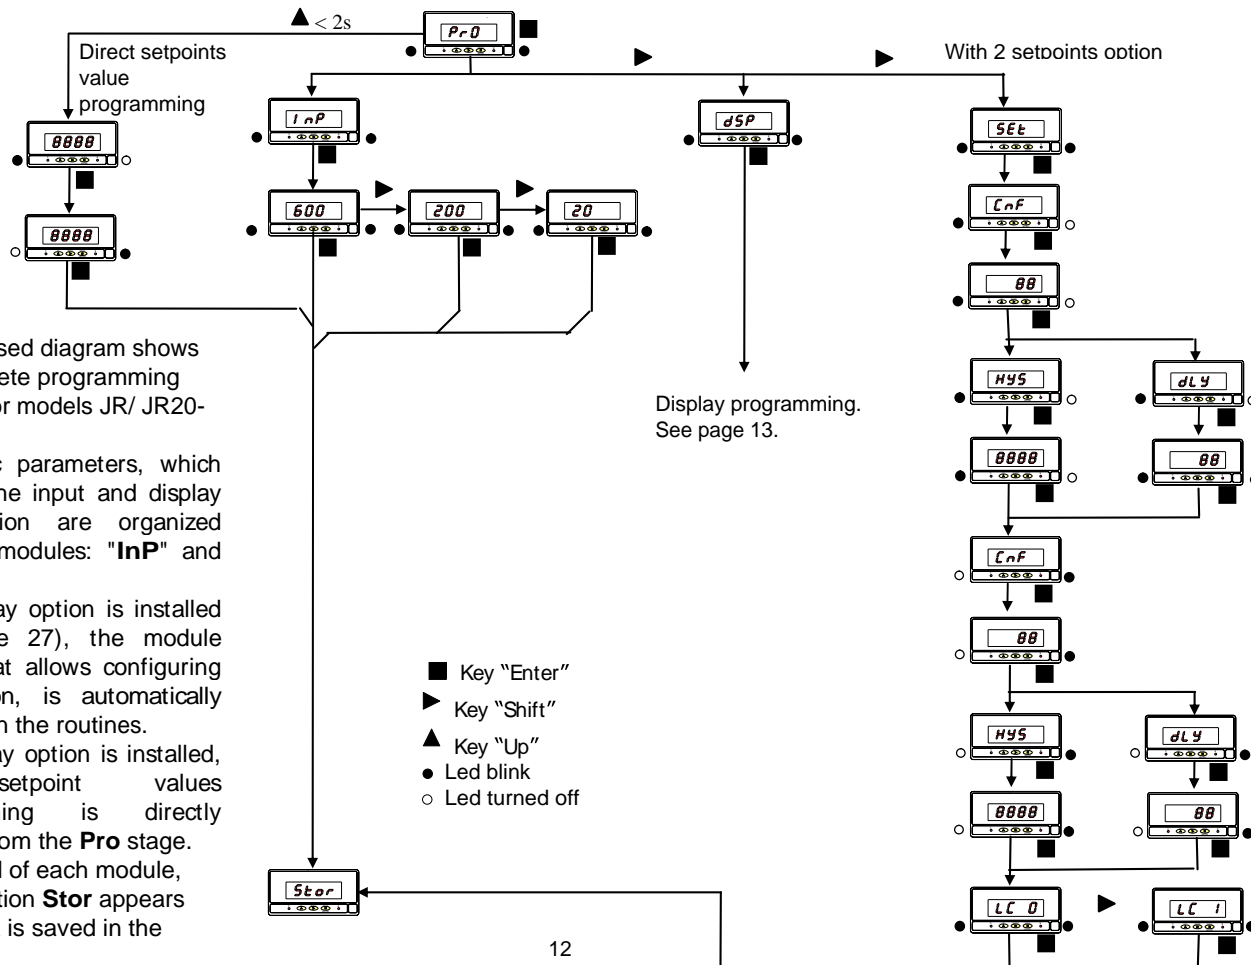 < 2s
Pr0
Direct setpoints
value
programming
With 2 setpoints option
InP
dSP
SEt
8888
600
200
20
CnF
8888
88
HYS
dLY
8888
88
CnF
88
HYS
dLY
8888
88
LC 0
LC 1
Stor
sed diagram shows
ete programming
or models JR/ JR20-
c parameters, which
ne input and display
ion are organized
modules: "InP" and
ay option is installed
e 27), the module
at allows configuring
on, is automatically
n the routines.
ay option is installed,
setpoint values
ing is directly
om the Pro stage.
d of each module,
tion Stor appears
is saved in the
Display programming.
See page 13.
Key "Enter"
Key "Shift"
Key "Up"
Led blink
Led turned off
12